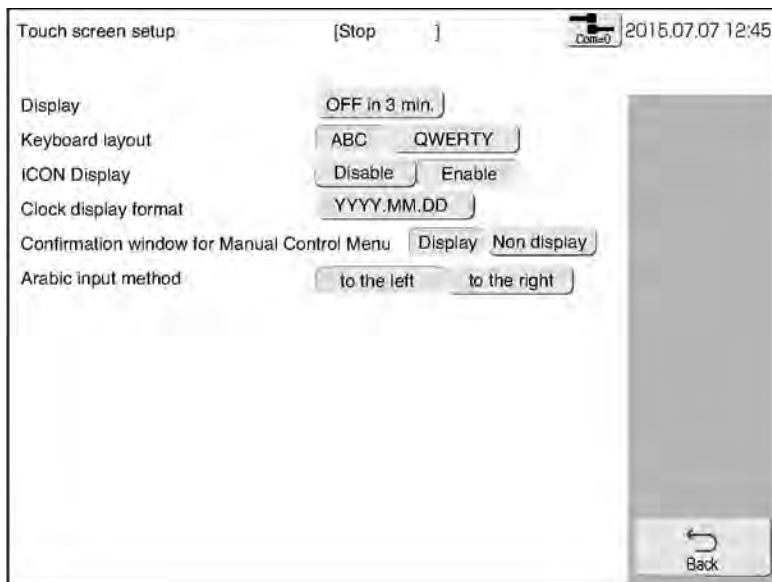 Touch screen setup [Stop ] Com=0 2015.07.07 12:45
Display OFF in 3 min.
Keyboard layout ABC QWERTY
ICON Display Disable Enable
Clock display format YYYY.MM.DD
Confirmation window for Manual Control Menu Display Non display
Arabic input method to the left to the right
Back